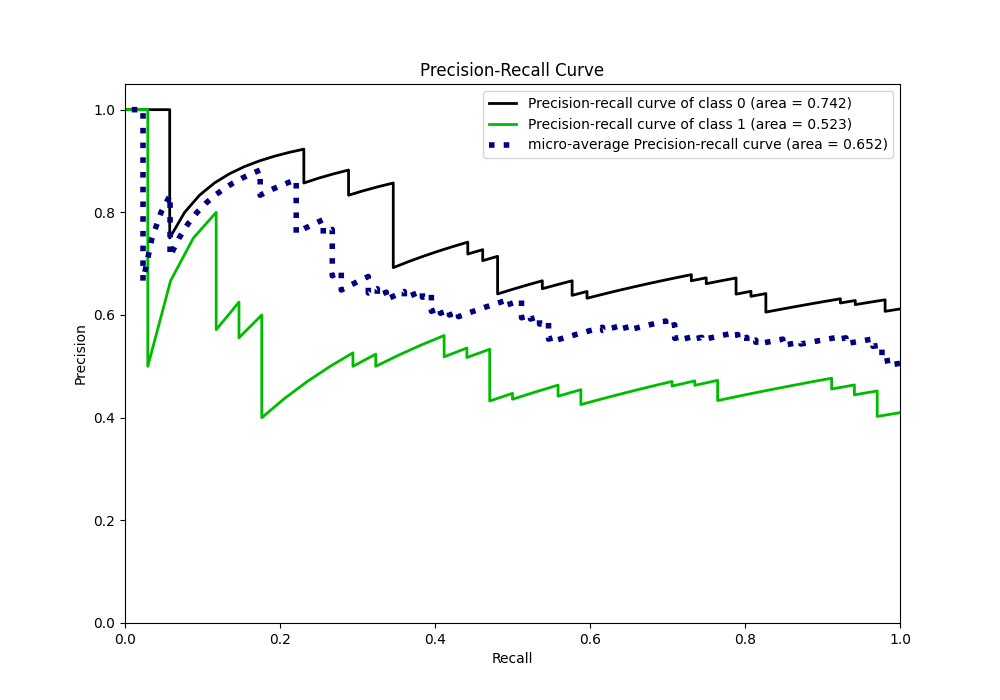 Precision-Recall Curve
Precision-recall curve of class 0 (area = 0.742)
Precision-recall curve of class 1 (area = 0.523)
micro-average Precision-recall curve (area = 0.652)
Precision
1.0
0.8
0.6
0.4
0.2
0.0
0.0 0.2 0.4 0.6 0.8 1.0
Recall